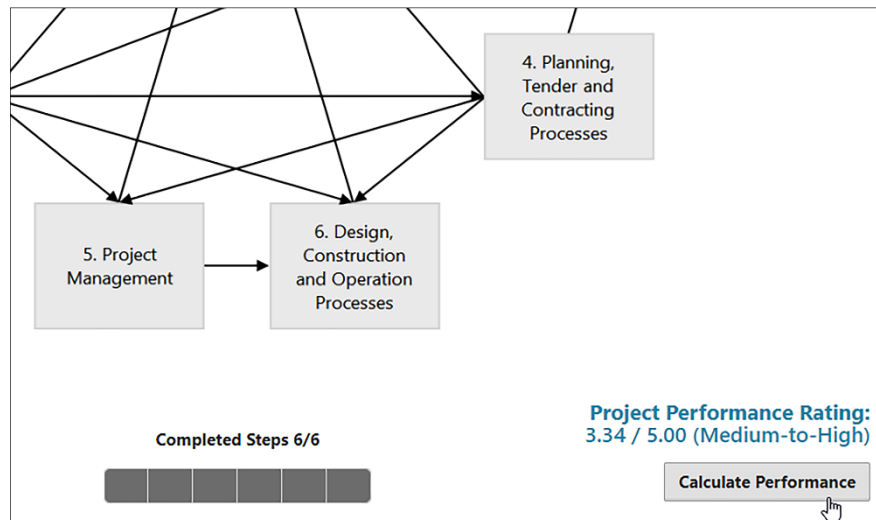 4. Planning,
Tender and
Contracting
Processes
5. Project
Management
6. Design,
Construction
and Operation
Processes
Completed Steps 6/6
Project Performance Rating:
3.34 / 5.00 (Medium-to-High)
Calculate Performance